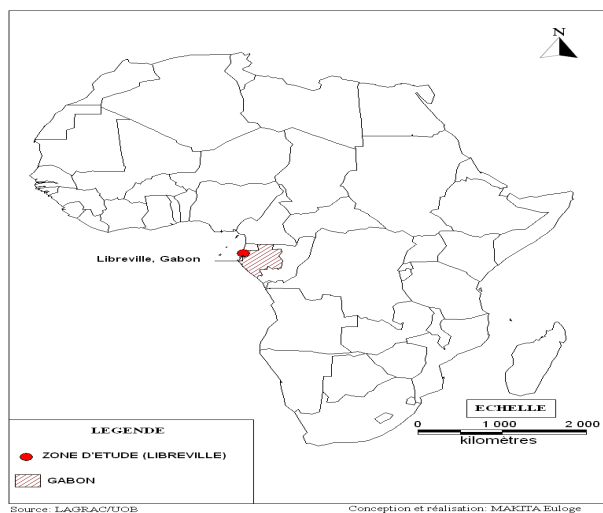 N
Libreville, Gabon
ECHELLE
0 1 000 2 000
kilomètres
LEGENDE
ZONE D'ETUDE (LIBREVILLE)
GABON
Source: LAGRAC/UOB
Conception et réalisation: MAKITA Euloge